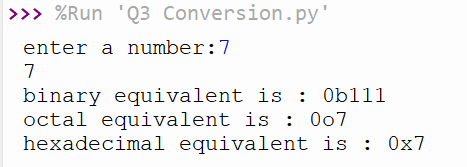 >>> %Run 'Q3 Conversion.py'
enter a number:7
7
binary equivalent is : 0b111
octal equivalent is : 0o7
hexadecimal equivalent is : 0x7